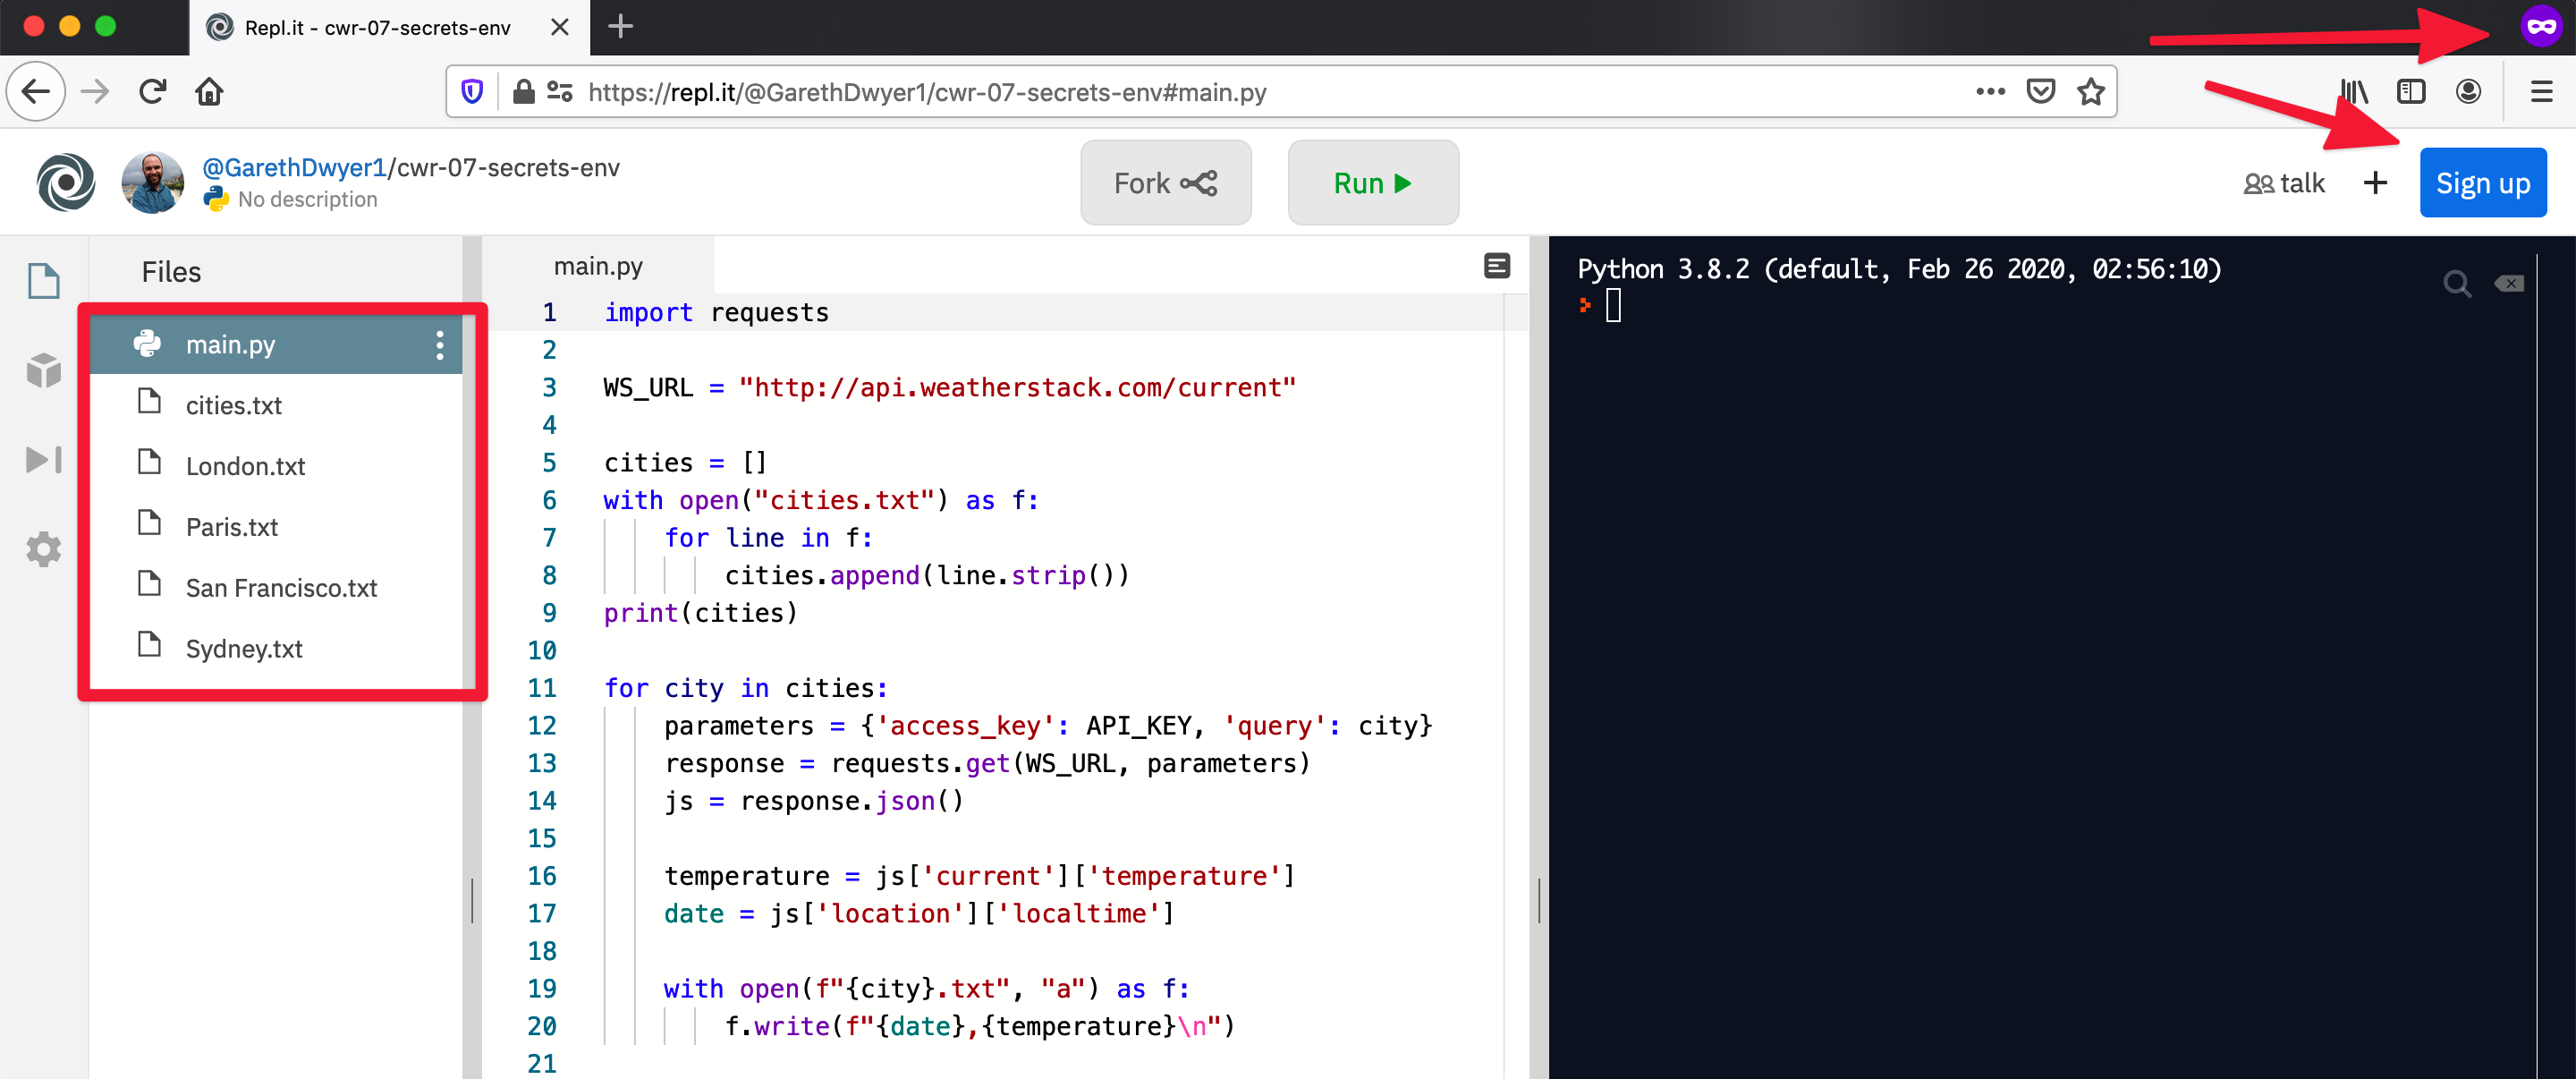 Repl.it - cwr-07-secrets-env
https://repl.it/@GarethDwyer1/cwr-07-secrets-env#main.py
@GarethDwyer1/cwr-07-secrets-env
No description
Fork
Run
talk
Sign up
Files
main.py
cities.txt
London.txt
Paris.txt
San Francisco.txt
Sydney.txt
main.py
1 import requests
2
3 WS_URL = "http://api.weatherstack.com/current"
4
5 cities = []
6 with open("cities.txt") as f:
7     for line in f:
8         cities.append(line.strip())
9 print(cities)
10
11 for city in cities:
12     parameters = {'access_key': API_KEY, 'query': city}
13     response = requests.get(WS_URL, parameters)
14     js = response.json()
15
16     temperature = js['current']['temperature']
17     date = js['location']['localtime']
18
19     with open(f"{city}.txt", "a") as f:
20         f.write(f"{date},{temperature}\n")
21
Python 3.8.2 (default, Feb 26 2020, 02:56:10)